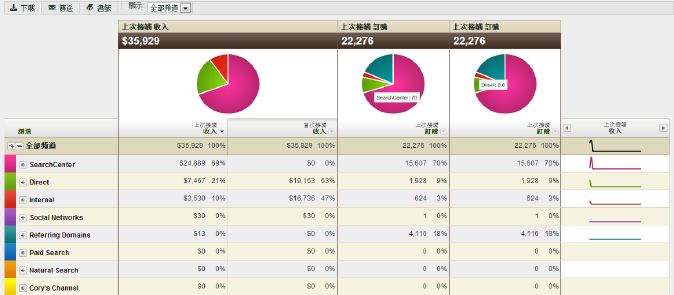 下載 郵寄 書籤 顯示: 全部頻道
上次接觸 收入 上次接觸 訂購 上次接觸 訂購
$35,929 22,276 22,276
SearchCenter: 70
Direct: 8.6
頻道 上次接觸 收入 首次接觸 收入 上次接觸 訂購 上次接觸 訂購 上次接觸 收入
全部頻道 $35,929 100% $35,929 100% 22,276 100% 22,276 100%
SearchCenter $24,889 69% $0 0% 15,607 70% 15,607 70%
Direct $7,467 21% $19,163 53% 1,928 9% 1,928 9%
Internal $3,530 10% $16,736 47% 624 3% 624 3%
Social Networks $30 0% $30 0% 1 0% 1 0%
Referring Domains $13 0% $0 0% 4,116 18% 4,116 18%
Paid Search $0 0% $0 0% 0 0% 0 0%
Natural Search $0 0% $0 0% 0 0% 0 0%
Cory's Channel $0 0% $0 0% 0 0% 0 0%